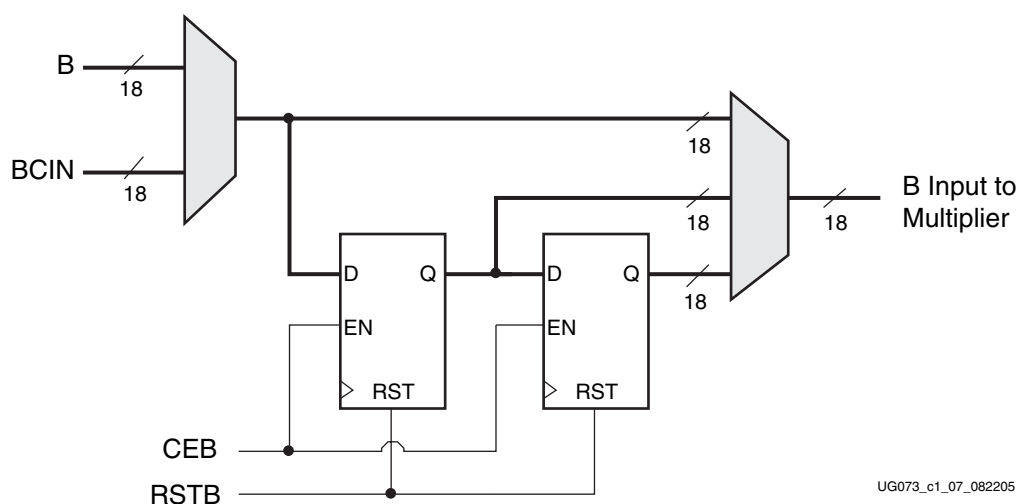 B
18
BCIN
18
18
18
18
18
B Input to
Multiplier
D
Q
EN
RST
D
Q
EN
RST
CEB
RSTB
UG073_c1_07_082205